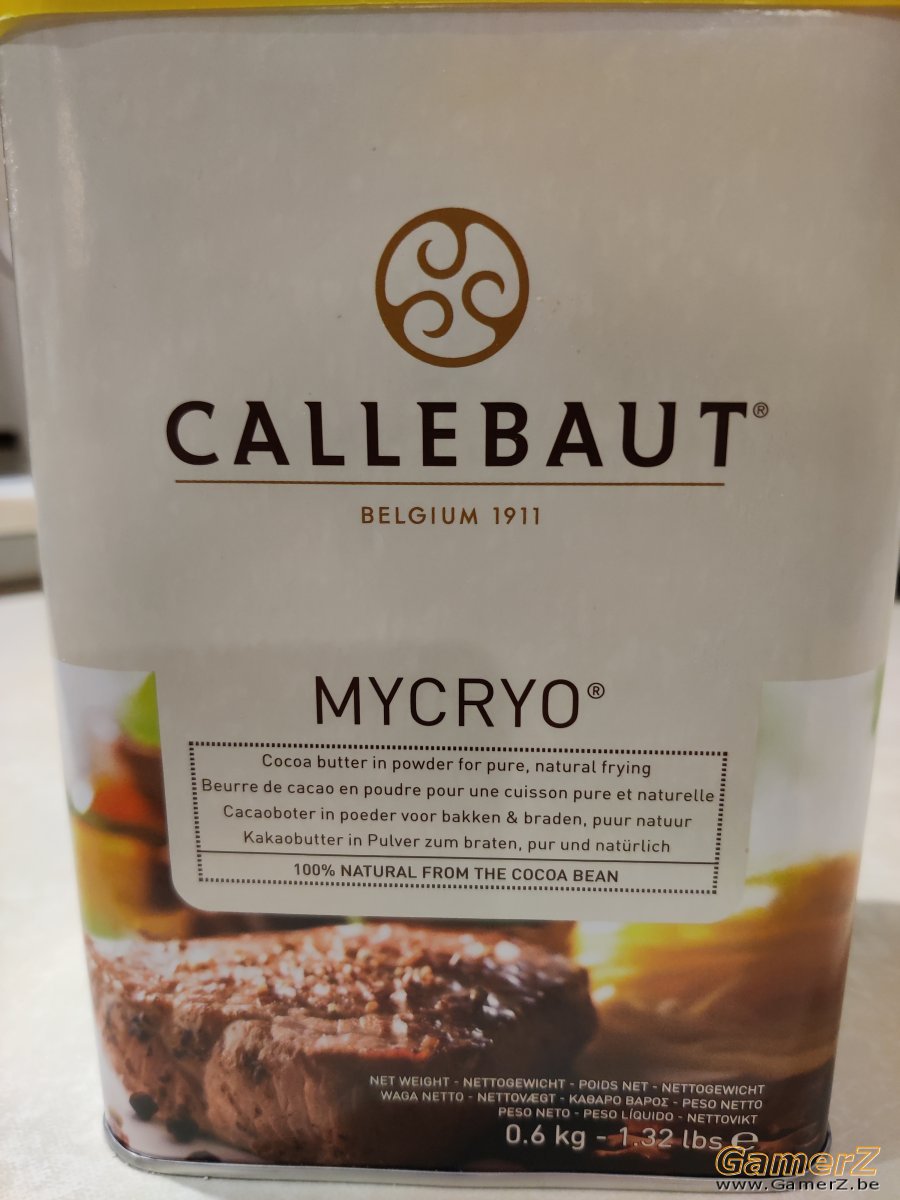 CALLEBAUT®
BELGIUM 1911
MYCRYO®
Cocoa butter in powder for pure, natural frying
Beurre de cacao en poudre pour une cuisson pure et naturelle
Cacaoboter in poeder voor bakken & braden, puur natuur
Kakaobutter in Pulver zum braten, pur und natürlich
100% NATURAL FROM THE COCOA BEAN
NET WEIGHT - NETTOGEWICHT - POIDS NET - NETTOGEWICHT
WAGA NETTO - NETTOVÆGT - ΚΑΘΑΡΟ ΒΑΡΟΣ - PESO NETTO
PESO NETO - PESO LÍQUIDO - NETTOVIKT
0.6 kg - 1.32 lbs ℮
GamerZ
www.GamerZ.be